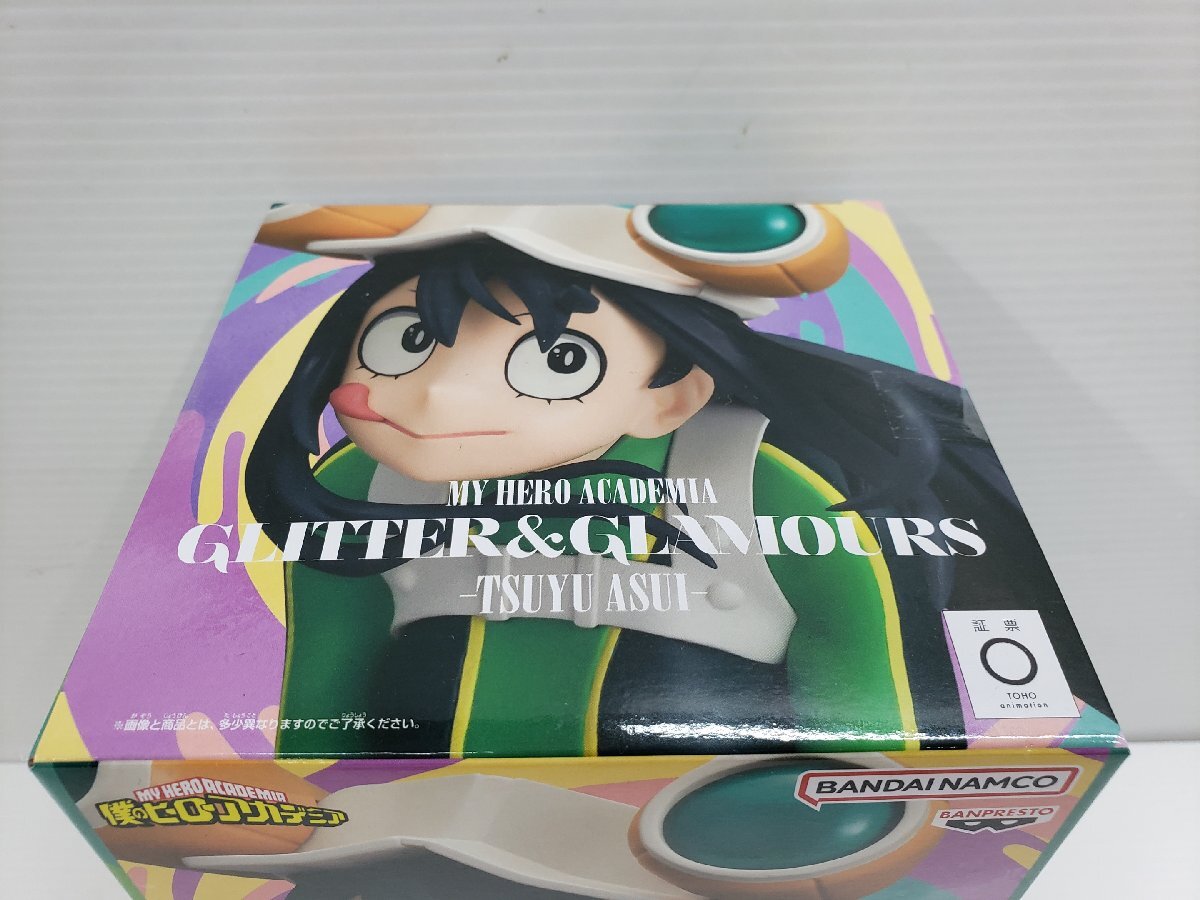 MY HERO ACADEMIA
GLITTER&GLAMOURS
-TSUYU ASUI-
証 票
TOHO
animation
※画像と商品とは、多少異なりますのでご了承ください。
MY HERO ACADEMIA
僕のヒーローアカデミア
BANDAI NAMCO
BANPRESTO